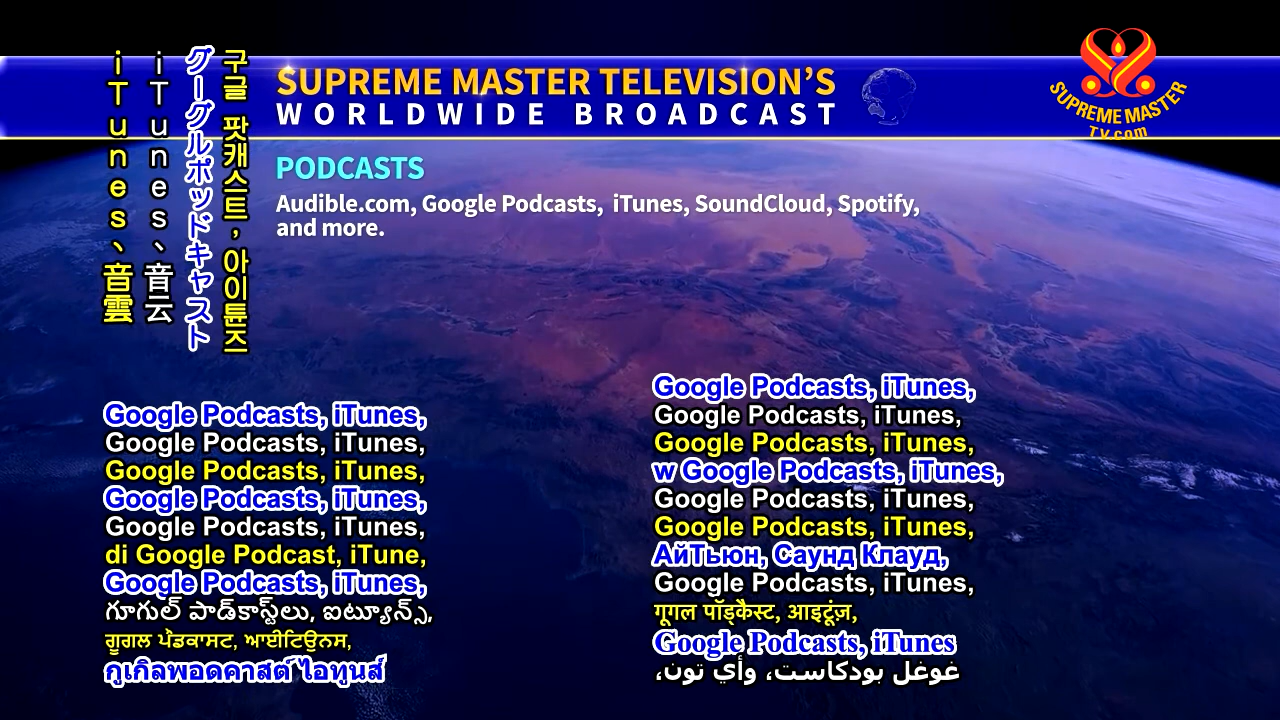 SUPREME MASTER TELEVISION'S
WORLDWIDE BROADCAST
SUPREME MASTER
TV.com
PODCASTS
Audible.com, Google Podcasts, iTunes, SoundCloud, Spotify,
and more.
iTunes、音雲
iTunes、音云
グーグルポッドキャスト
구글 팟캐스트, 아이튠즈
Google Podcasts, iTunes,
Google Podcasts, iTunes,
Google Podcasts, iTunes,
Google Podcasts, iTunes,
Google Podcasts, iTunes,
di Google Podcast, iTune,
Google Podcasts, iTunes,
గూగుల్ పాడ్‌కాస్ట్‌లు, ఐట్యూన్స్,
ਗੂਗਲ ਪੋਡਕਾਸਟ, ਆਈਟਿਊਨਸ,
กูเกิลพอดคาสต์ ไอทูนส์
Google Podcasts, iTunes,
Google Podcasts, iTunes,
Google Podcasts, iTunes,
w Google Podcasts, iTunes,
Google Podcasts, iTunes,
Google Podcasts, iTunes,
АйТьюн, Саунд Клауд,
Google Podcasts, iTunes,
गूगल पॉड्कैस्ट, आइटूंज़,
Google Podcasts, iTunes
غوغل بودكاست، وأي تون،